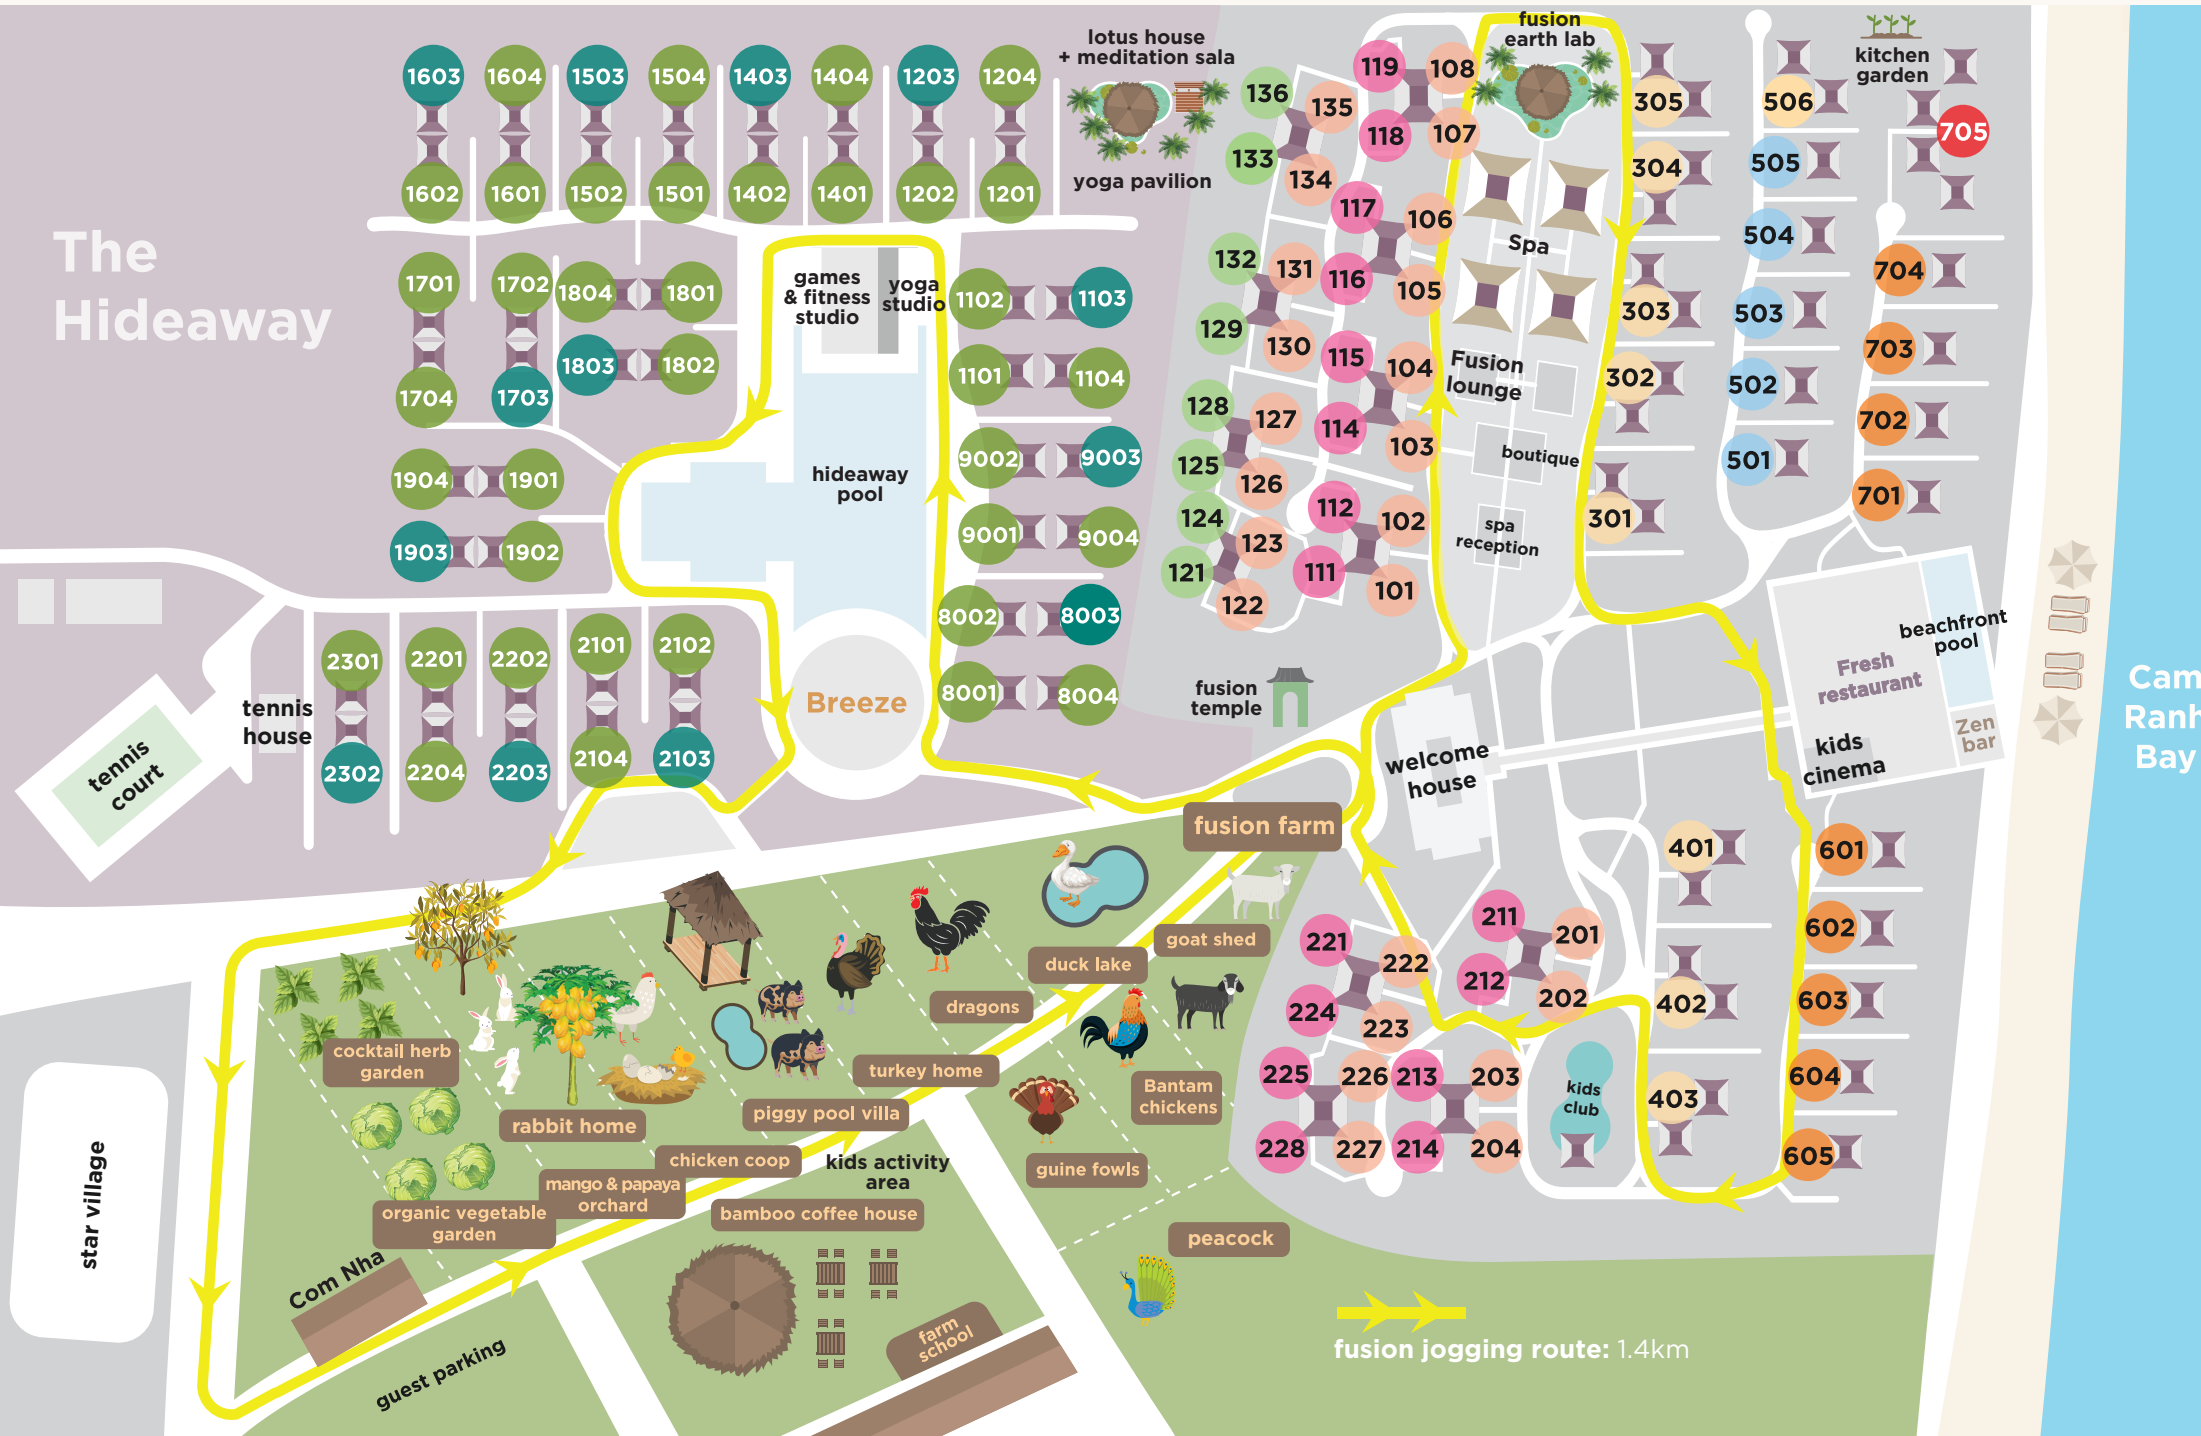 The
Hideaway
1603
1604
1503
1504
1403
1404
1203
1204
1602
1601
1502
1501
1402
1401
1202
1201
1701
1702
1804
1801
1803
1802
1704
1703
1904
1901
1903
1902
2301
2201
2202
2101
2102
2302
2204
2203
2104
2103
tennis
house
tennis
court
games
& fitness
studio
yoga
studio
hideaway
pool
Breeze
1102
1103
1101
1104
9002
9003
9001
9004
8002
8003
8001
8004
lotus house
+ meditation sala
yoga pavilion
136
135
133
134
132
131
129
130
128
127
125
126
124
123
121
122
119
108
118
107
117
106
116
105
115
104
114
103
112
102
111
101
fusion
earth lab
Spa
Fusion
lounge
boutique
spa
reception
305
304
303
302
301
506
505
504
503
502
501
kitchen
garden
705
704
703
702
701
beachfront
pool
Fresh
restaurant
Zen
bar
kids
cinema
Cam
Ranh
Bay
fusion
temple
welcome
house
fusion farm
401
402
403
601
602
603
604
605
211
201
212
202
221
222
224
223
225
226
213
203
228
227
214
204
kids
club
goat shed
duck lake
dragons
turkey home
piggy pool villa
chicken coop
rabbit home
cocktail herb
garden
mango & papaya
orchard
organic vegetable
garden
Bantam
chickens
guine fowls
peacock
kids activity
area
bamboo coffee house
farm
school
Com Nha
guest parking
star village
fusion jogging route: 1.4km